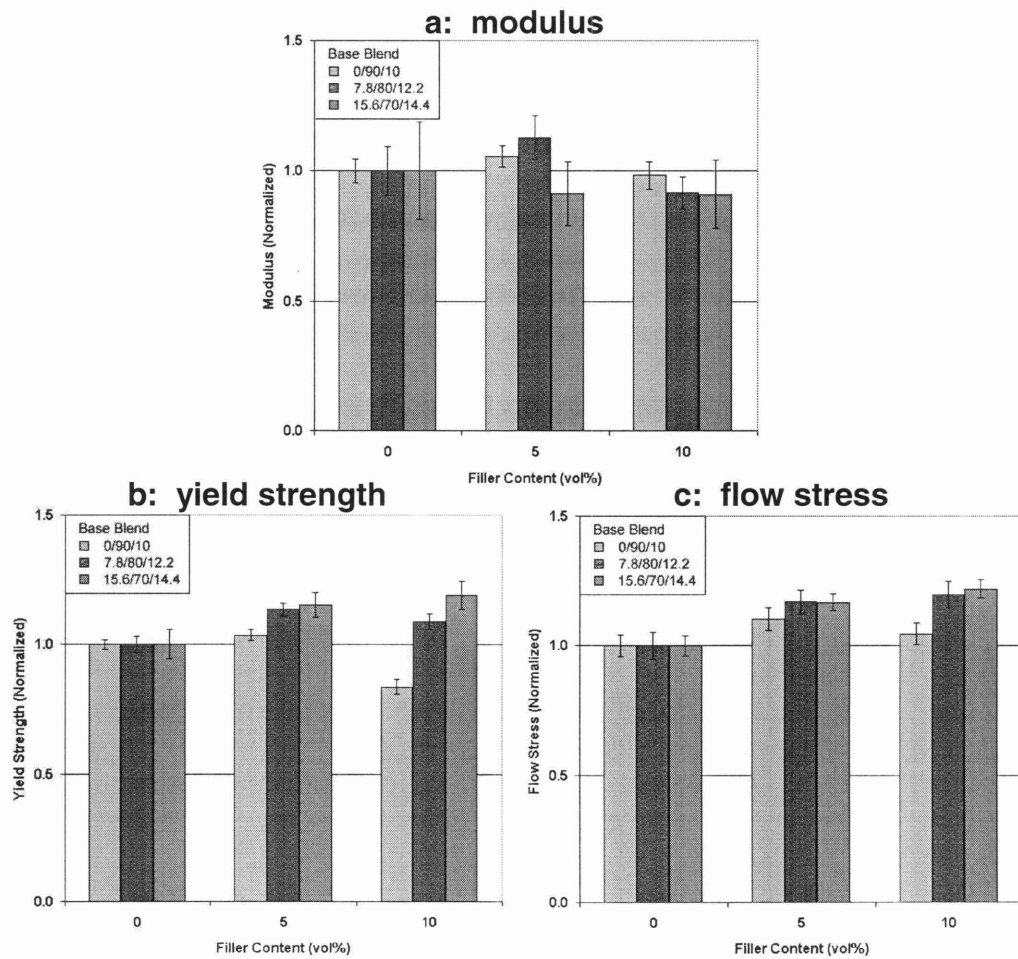 a: modulus
1.5
Base Blend
0/90/10
7.8/80/12.2
15.6/70/14.4
1.0
0.5
0.0
Modulus (Normalized)
0 5 10
Filler Content (vol%)
b: yield strength
1.5
Base Blend
0/90/10
7.8/80/12.2
15.6/70/14.4
1.0
0.5
0.0
Yield Strength (Normalized)
0 5 10
Filler Content (vol%)
c: flow stress
1.5
Base Blend
0/90/10
7.8/80/12.2
15.6/70/14.4
1.0
0.5
0.0
Flow Stress (Normalized)
0 5 10
Filler Content (vol%)